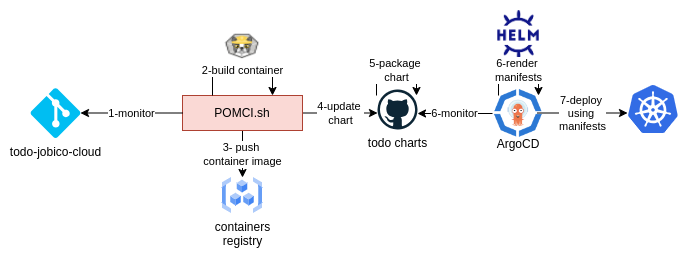 HELM
2-build container
5-package
chart
6-render
manifests
1-monitor
POMCI.sh
4-update
chart
6-monitor
7-deploy
using
manifests
todo-jobico-cloud
todo charts
ArgoCD
3- push
container image
containers
registry